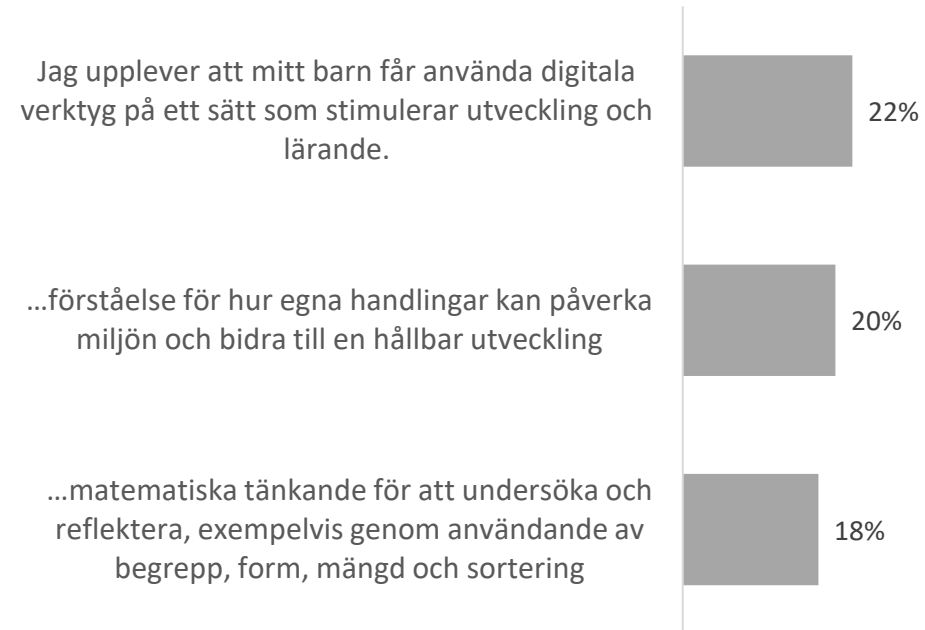 Jag upplever att mitt barn får använda digitala
verktyg på ett sätt som stimulerar utveckling och
lärande.
22%
...förståelse för hur egna handlingar kan påverka
miljön och bidra till en hållbar utveckling
20%
...matematiska tänkande för att undersöka och
reflektera, exempelvis genom användande av
begrepp, form, mängd och sortering
18%